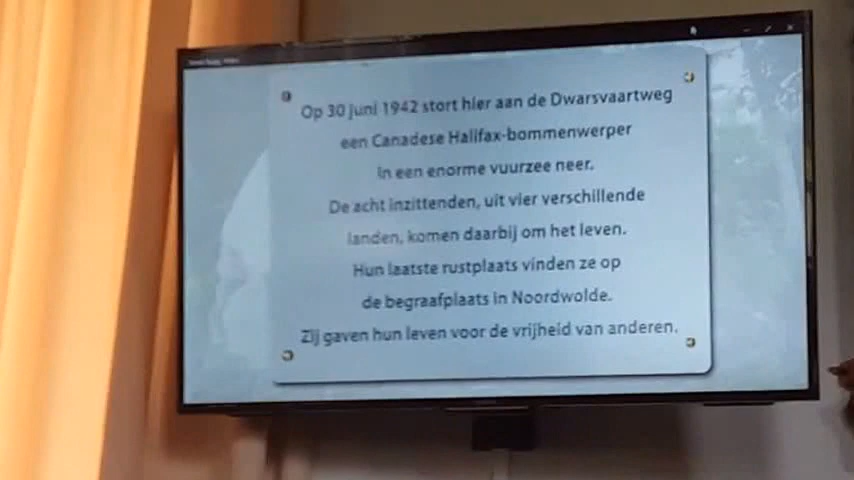 Op 30 juni 1942 stort hier aan de Dwarsvaartweg
een Canadese Halifax-bommenwerper
in een enorme vuurzee neer.
De acht inzittenden, uit vier verschillende
landen, komen daarbij om het leven.
Hun laatste rustplaats vinden ze op
de begraafplaats in Noordwolde.
Zij gaven hun leven voor de vrijheid van anderen.